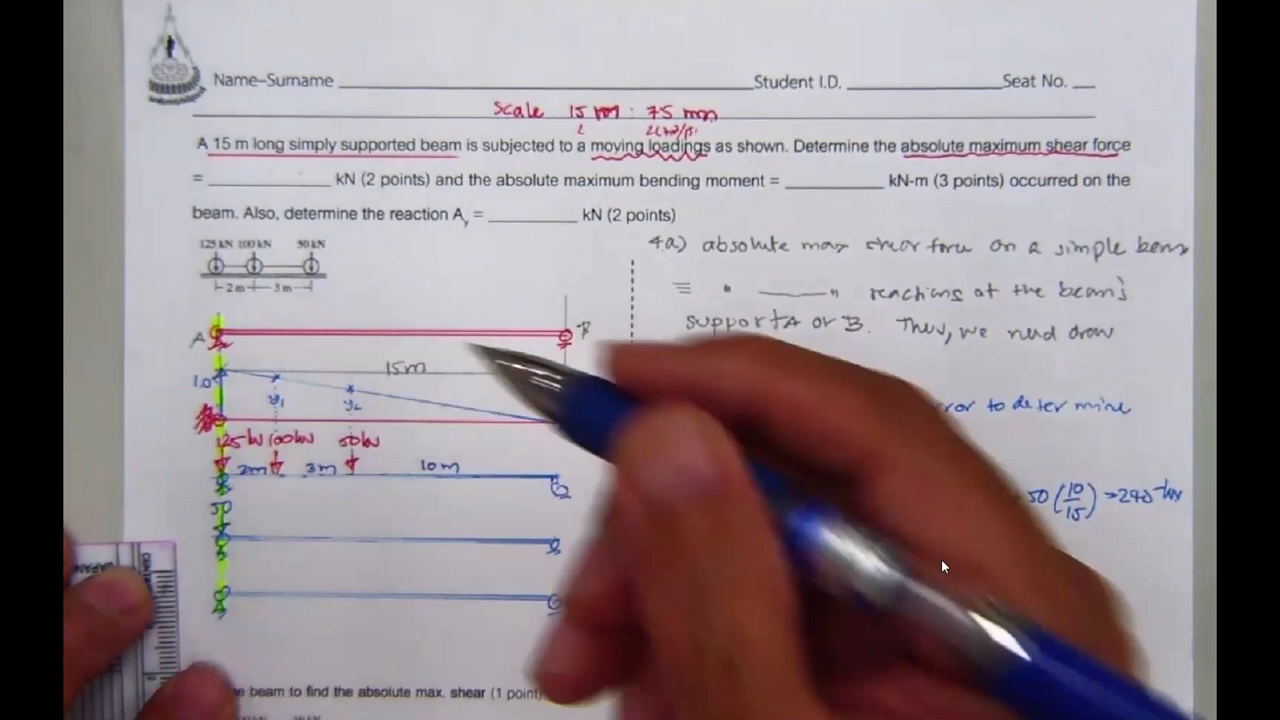 Name–Surname Student I.D. Seat No.
Scale 15 m : 75 mm
A 15 m long simply supported beam is subjected to a moving loadings as shown. Determine the absolute maximum shear force
= kN (2 points) and the absolute maximum bending moment = kN-m (3 points) occurred on the
beam. Also, determine the reaction Ay = kN (2 points)
125 kN 100 kN 50 kN
2 m 3 m
4a) absolute max shear force on a simple beam
≡ " ———" reactions at the beam's
support A or B. Then, we need draw
A B
15m
1.0
y1 y2
to determine
125 kN 100kN 50kN
2m 3m 10m
50 (10/15) = 240 kN
50
e beam to find the absolute max. shear (1 point)